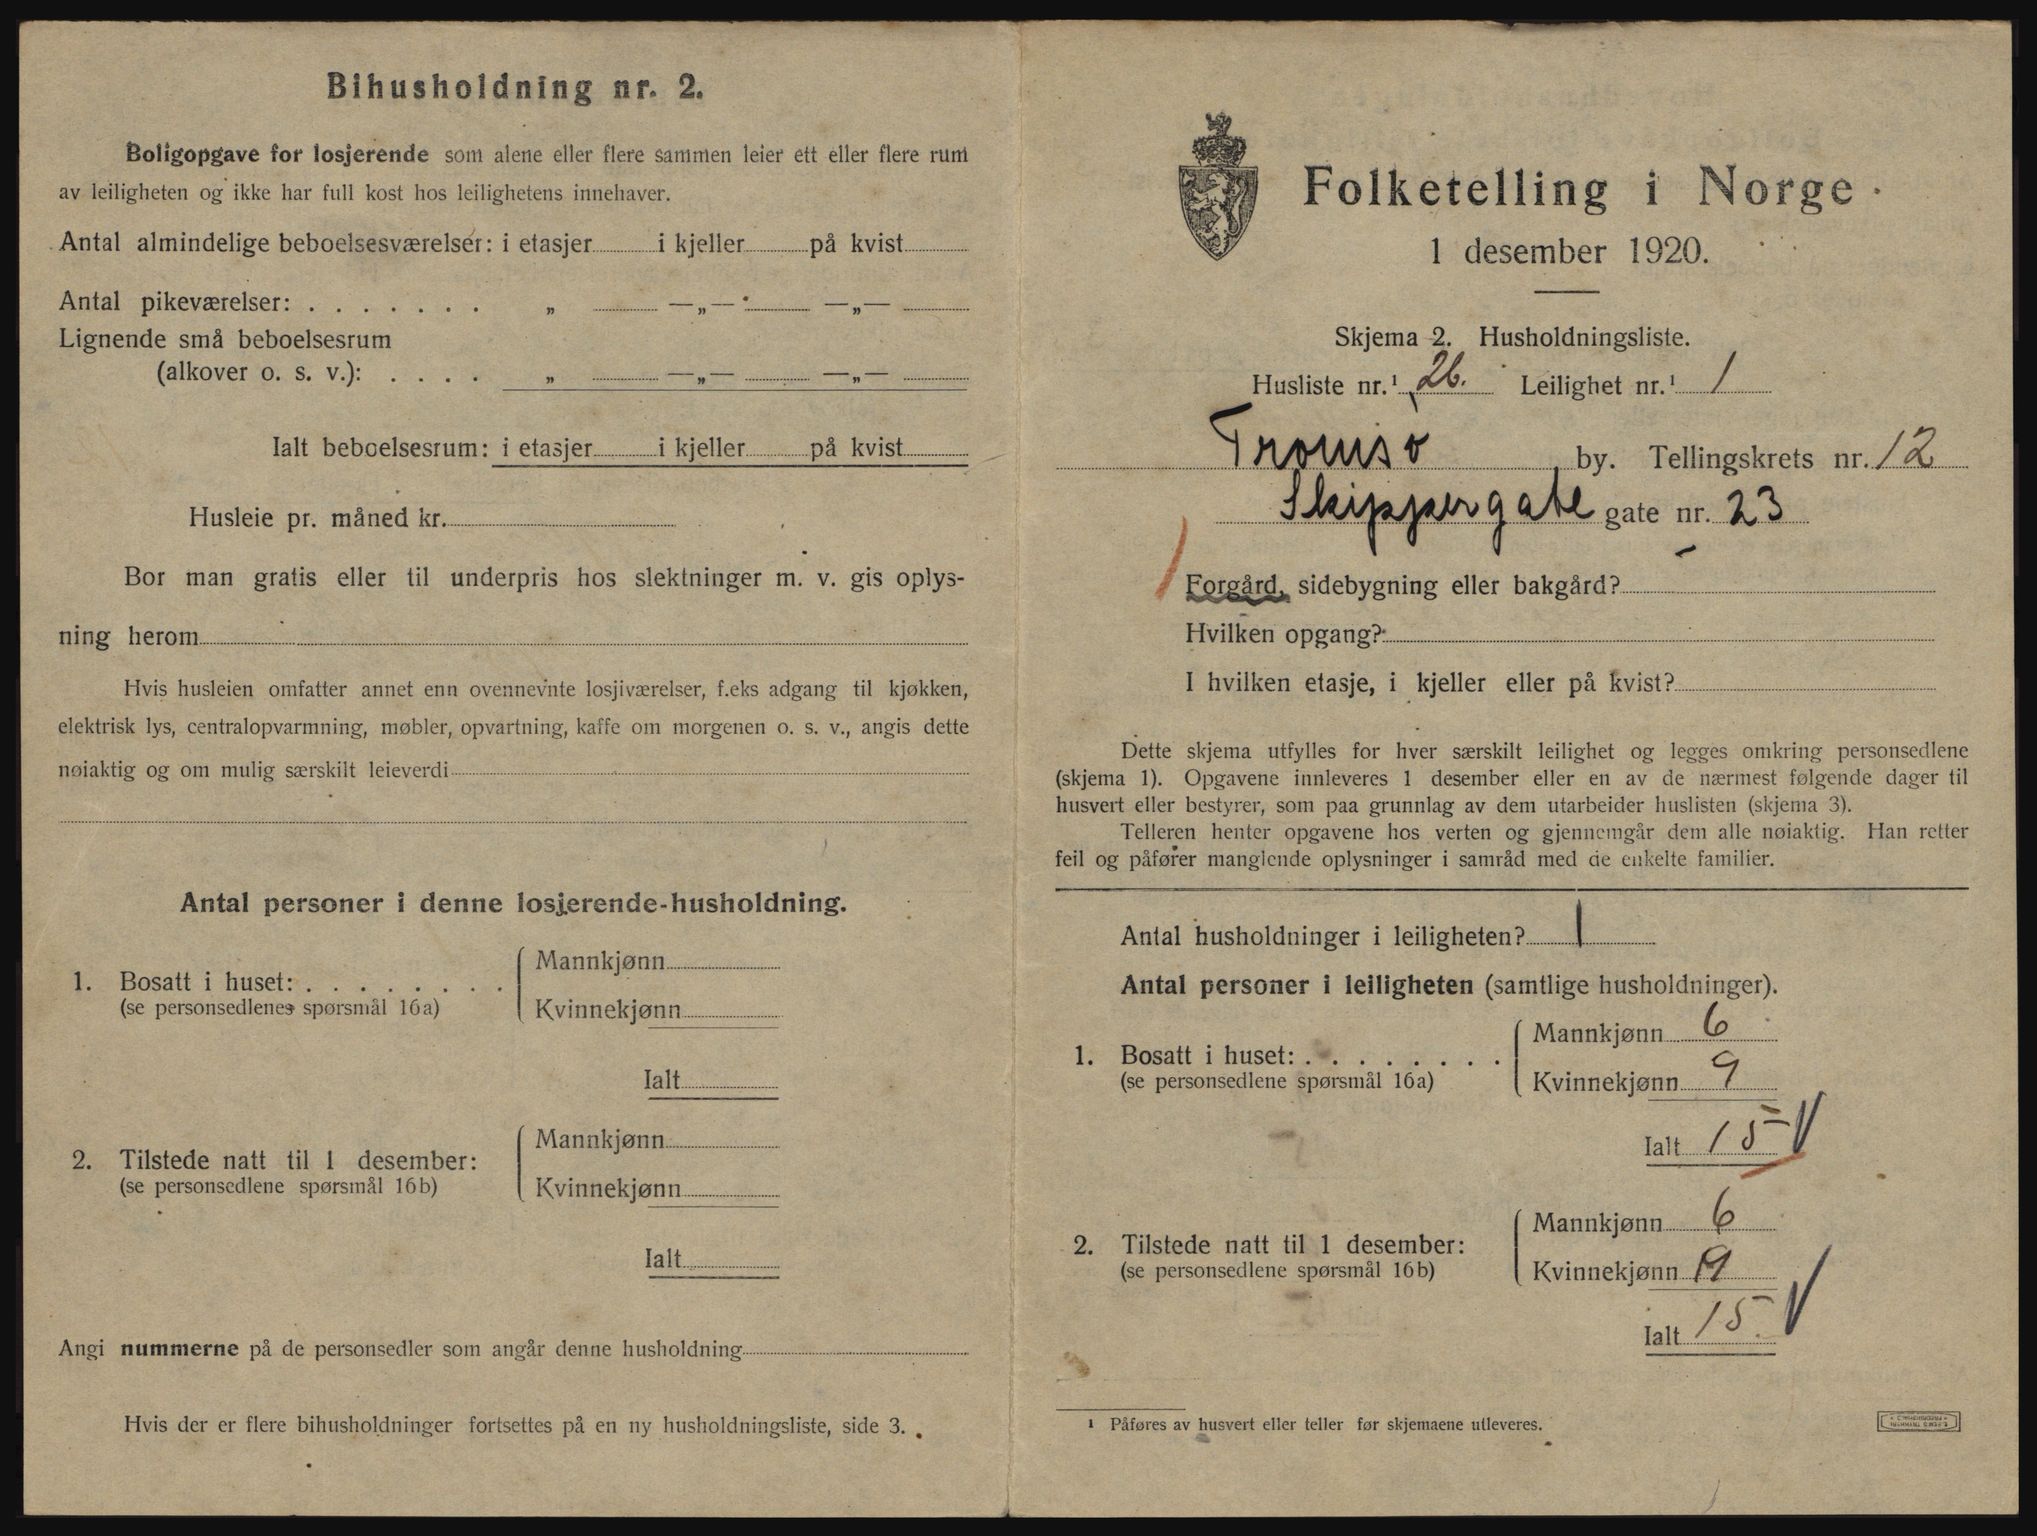 Bihusholdning nr. 2.
Boligopgave for losjerende som alene eller flere sammen leier ett eller flere rum
av leiligheten og ikke har full kost hos leilighetens innehaver.
Antal almindelige beboelsesværelser: i etasjer i kjeller på kvist
Antal pikeværelser: . . . . . . . „ —„— —„—
Lignende små beboelsesrum
(alkover o. s. v.): . . . . „ —„— —„—
Ialt beboelsesrum: i etasjer i kjeller på kvist
Husleie pr. måned kr.
Bor man gratis eller til underpris hos slektninger m. v. gis oplys-
ning herom
Hvis husleien omfatter annet enn ovennevnte losjiværelser, f.eks adgang til kjøkken,
elektrisk lys, centralopvarmning, møbler, opvartning, kaffe om morgenen o. s. v., angis dette
nøiaktig og om mulig særskilt leieverdi
Antal personer i denne losjerende-husholdning.
1. Bosatt i huset: . . . . . . . .
(se personsedlenes spørsmål 16a)
Mannkjønn
Kvinnekjønn
Ialt
2. Tilstede natt til 1 desember:
(se personsedlene spørsmål 16b)
Mannkjønn
Kvinnekjønn
Ialt
Angi nummerne på de personsedler som angår denne husholdning
Hvis der er flere bihusholdninger fortsettes på en ny husholdningsliste, side 3.
Folketelling i Norge
1 desember 1920.
Skjema 2. Husholdningsliste.
Husliste nr.¹ 26. Leilighet nr.¹ 1
Tromsø by. Tellingskrets nr. 12
Skippergate gate nr. 23
Forgård, sidebygning eller bakgård?
Hvilken opgang?
I hvilken etasje, i kjeller eller på kvist?
Dette skjema utfylles for hver særskilt leilighet og legges omkring personsedlene
(skjema 1). Opgavene innleveres 1 desember eller en av de nærmest følgende dager til
husvert eller bestyrer, som paa grunnlag av dem utarbeider huslisten (skjema 3).
Telleren henter opgavene hos verten og gjennemgår dem alle nøiaktig. Han retter
feil og påfører manglende oplysninger i samråd med de enkelte familier.
Antal husholdninger i leiligheten? 1
Antal personer i leiligheten (samtlige husholdninger).
1. Bosatt i huset: . . . . . . . .
(se personsedlene spørsmål 16a)
Mannkjønn 6
Kvinnekjønn 9
Ialt 15
2. Tilstede natt til 1 desember:
(se personsedlene spørsmål 16b)
Mannkjønn 6
Kvinnekjønn 9
Ialt 15
¹ Påføres av husvert eller teller før skjemaene utleveres.